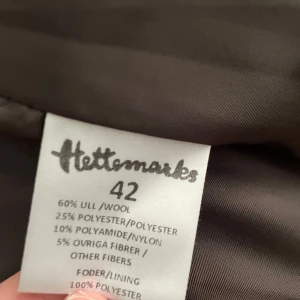 Hettemarks
42
60% ULL/WOOL
25% POLYESTER/POLYESTER
10% POLYAMIDE/NYLON
5% OVRIGA FIBRER/
OTHER FIBERS
FODER/LINING
100% POLYESTER